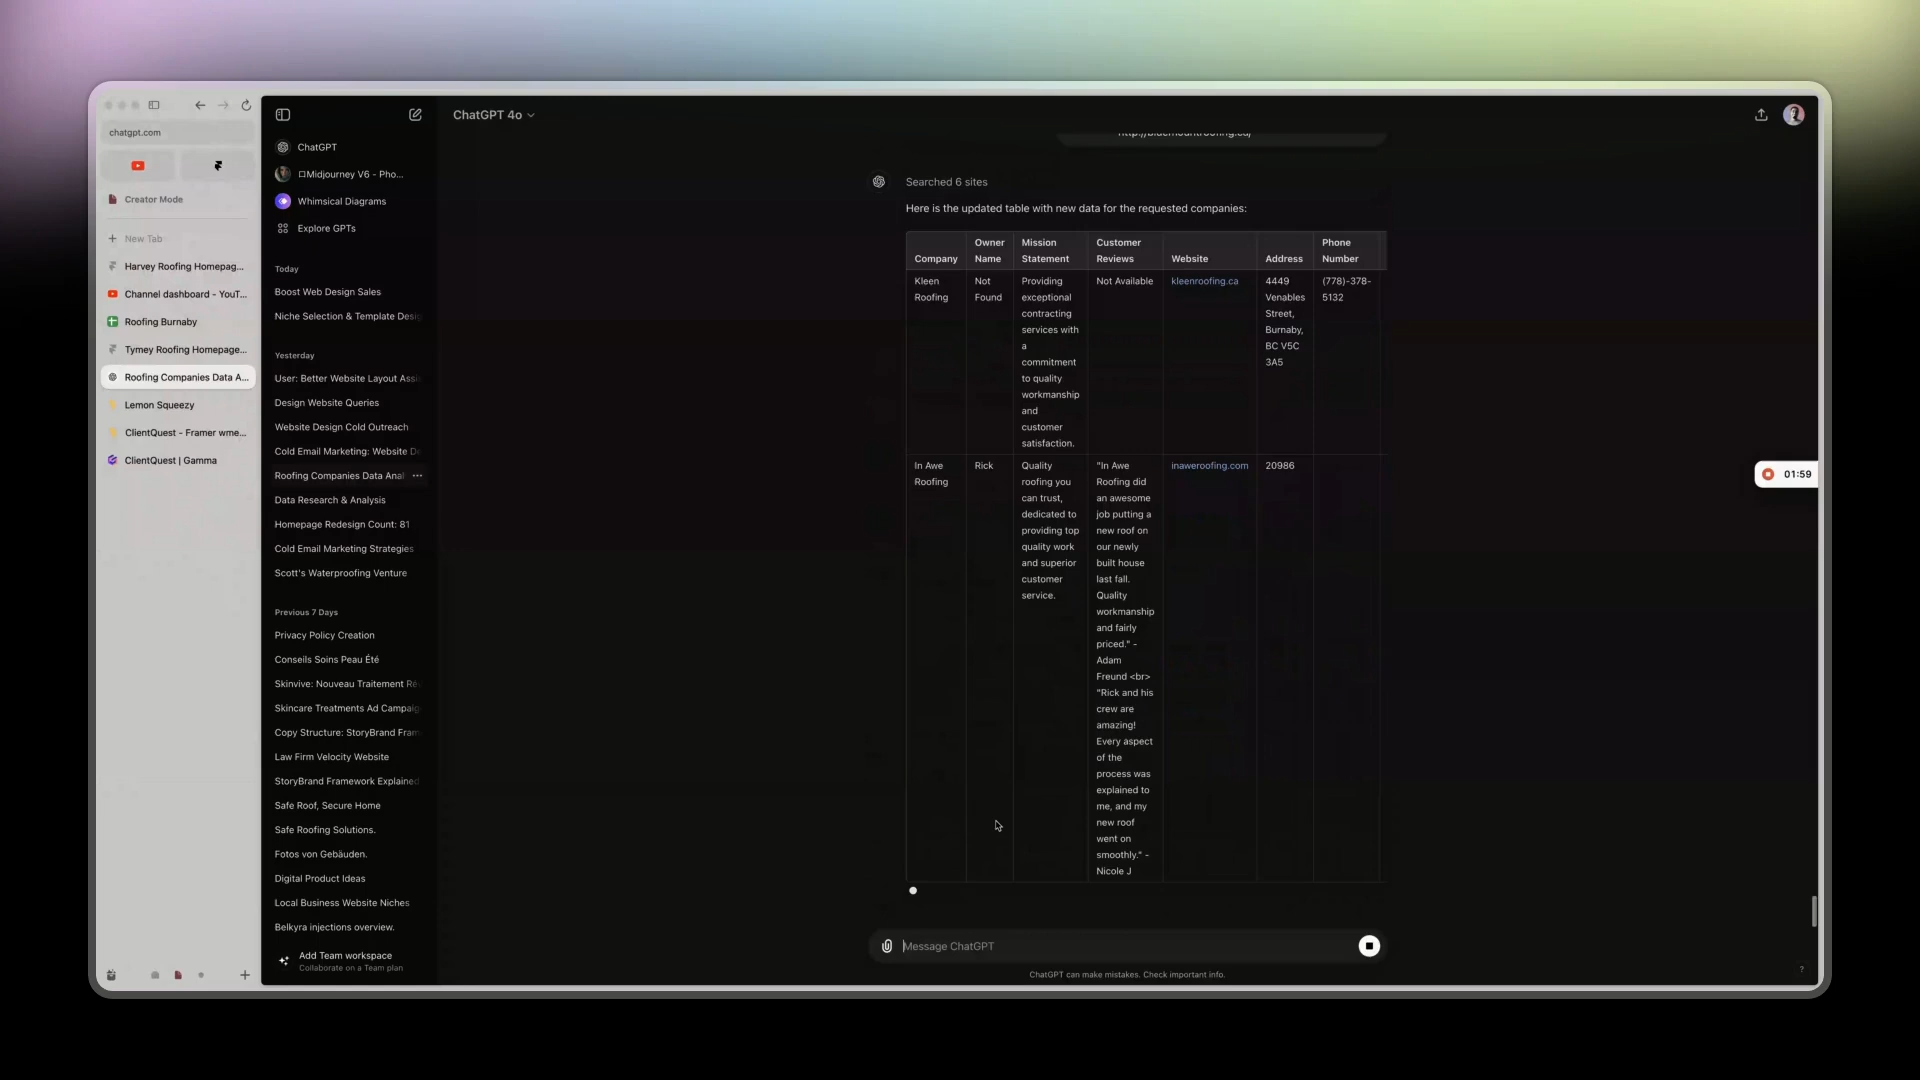 chatgpt.com
Creator Mode
New Tab
Harvey Roofing Homepag...
Channel dashboard - YouT...
Roofing Burnaby
Tymey Roofing Homepage...
Roofing Companies Data A...
Lemon Squeezy
ClientQuest - Framer wme...
ClientQuest | Gamma
ChatGPT
Midjourney V6 - Pho...
Whimsical Diagrams
Explore GPTs
Today
Boost Web Design Sales
Niche Selection & Template Desig
Yesterday
User: Better Website Layout Assi
Design Website Queries
Website Design Cold Outreach
Cold Email Marketing: Website De
Roofing Companies Data Anal
Data Research & Analysis
Homepage Redesign Count: 81
Cold Email Marketing Strategies
Scott's Waterproofing Venture
Previous 7 Days
Privacy Policy Creation
Conseils Soins Peau Été
Skinvive: Nouveau Traitement Ré
Skincare Treatments Ad Campaig
Copy Structure: StoryBrand Fram
Law Firm Velocity Website
StoryBrand Framework Explained
Safe Roof, Secure Home
Safe Roofing Solutions.
Fotos von Gebäuden.
Digital Product Ideas
Local Business Website Niches
Belkyra injections overview.
Add Team workspace
Collaborate on a Team plan
ChatGPT 4o
http://bluemountroofing.ca/
Searched 6 sites
Here is the updated table with new data for the requested companies:
Company
Owner
Name
Mission
Statement
Customer
Reviews
Website
Address
Phone
Number
Kleen
Roofing
Not
Found
Providing
exceptional
contracting
services with
a
commitment
to quality
workmanship
and
customer
satisfaction.
Not Available
kleenroofing.ca
4449
Venables
Street,
Burnaby,
BC V5C
3A5
(778)-378-
5132
In Awe
Roofing
Rick
Quality
roofing you
can trust,
dedicated to
providing top
quality work
and superior
customer
service.
"In Awe
Roofing did
an awesome
job putting a
new roof on
our newly
built house
last fall.
Quality
workmanship
and fairly
priced." -
Adam
Freund <br>
"Rick and his
crew are
amazing!
Every aspect
of the
process was
explained to
me, and my
new roof
went on
smoothly." -
Nicole J
inaweroofing.com
20986
Message ChatGPT
ChatGPT can make mistakes. Check important info.
?
01:59